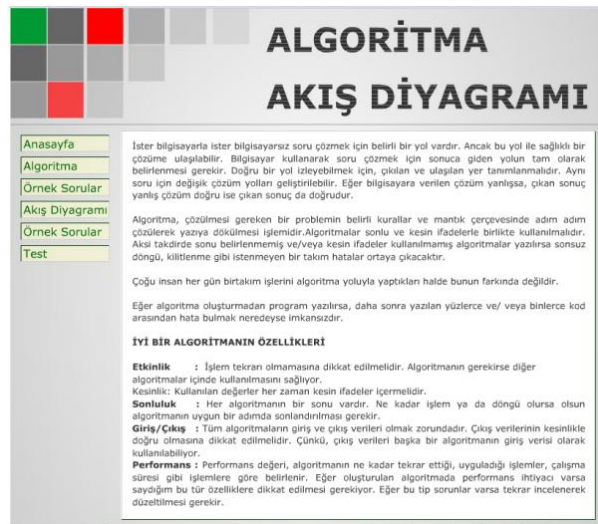 ALGORİTMA
AKIŞ DİYAGRAMI
Anasayfa
Algoritma
Örnek Sorular
Akış Diyagramı
Örnek Sorular
Test
İster bilgisayarla ister bilgisayarsız soru çözmek için belirli bir yol vardır. Ancak bu yol ile sağlıklı bir
çözüme ulaşılabilir. Bilgisayar kullanarak soru çözmek için sonuca giden yolun tam olarak
belirlenmesi gerekir. Doğru bir yol izleyebilmek için, çıkılan ve ulaşılan yer tanımlanmalıdır. Aynı
soru için değişik çözüm yolları geliştirilebilir. Eğer bilgisayara verilen çözüm yanlışsa, çıkan sonuç
yanlış çözüm doğru ise çıkan sonuç da doğrudur.
Algoritma, çözülmesi gereken bir problemin belirli kurallar ve mantık çerçevesinde adım adım
çözülerek yazıya dökülmesi işlemidir.Algoritmalar sonlu ve kesin ifadelerle birlikte kullanılmalıdır.
Aksi takdirde sonu belirlenmemiş ve/veya kesin ifadeler kullanılmamış algoritmalar yazılırsa sonsuz
döngü, kilitlenme gibi istenmeyen bir takım hatalar ortaya çıkacaktır.
Çoğu insan her gün birtakım işlerini algoritma yoluyla yaptıkları halde bunun farkında değildir.
Eğer algoritma oluşturmadan program yazılırsa, daha sonra yazılan yüzlerce ve/ veya binlerce kod
arasından hata bulmak neredeyse imkansızdır.
İYİ BİR ALGORİTMANIN ÖZELLİKLERİ
Etkinlik : İşlem tekrarı olmamasına dikkat edilmelidir. Algoritmanın gerekirse diğer
algoritmalar içinde kullanılmasını sağlıyor.
Kesinlik: Kullanılan değerler her zaman kesin ifadeler içermelidir.
Sonluluk : Her algoritmanın bir sonu vardır. Ne kadar işlem ya da döngü olursa olsun
algoritmanın uygun bir adımda sonlandırılması gerekir.
Giriş/Çıkış : Tüm algoritmaların giriş ve çıkış verileri olmak zorundadır. Çıkış verilerinin kesinlikle
doğru olmasına dikkat edilmelidir. Çünkü, çıkış verileri başka bir algoritmanın giriş verisi olarak
kullanılabiliyor.
Performans : Performans değeri, algoritmanın ne kadar tekrar ettiği, uyguladığı işlemler, çalışma
süresi gibi işlemlere göre belirlenir. Eğer oluşturulan algoritmada performans ihtiyacı varsa
saydığım bu tür özelliklere dikkat edilmesi gerekiyor. Eğer bu tip sorunlar varsa tekrar incelenerek
düzeltilmesi gerekir.